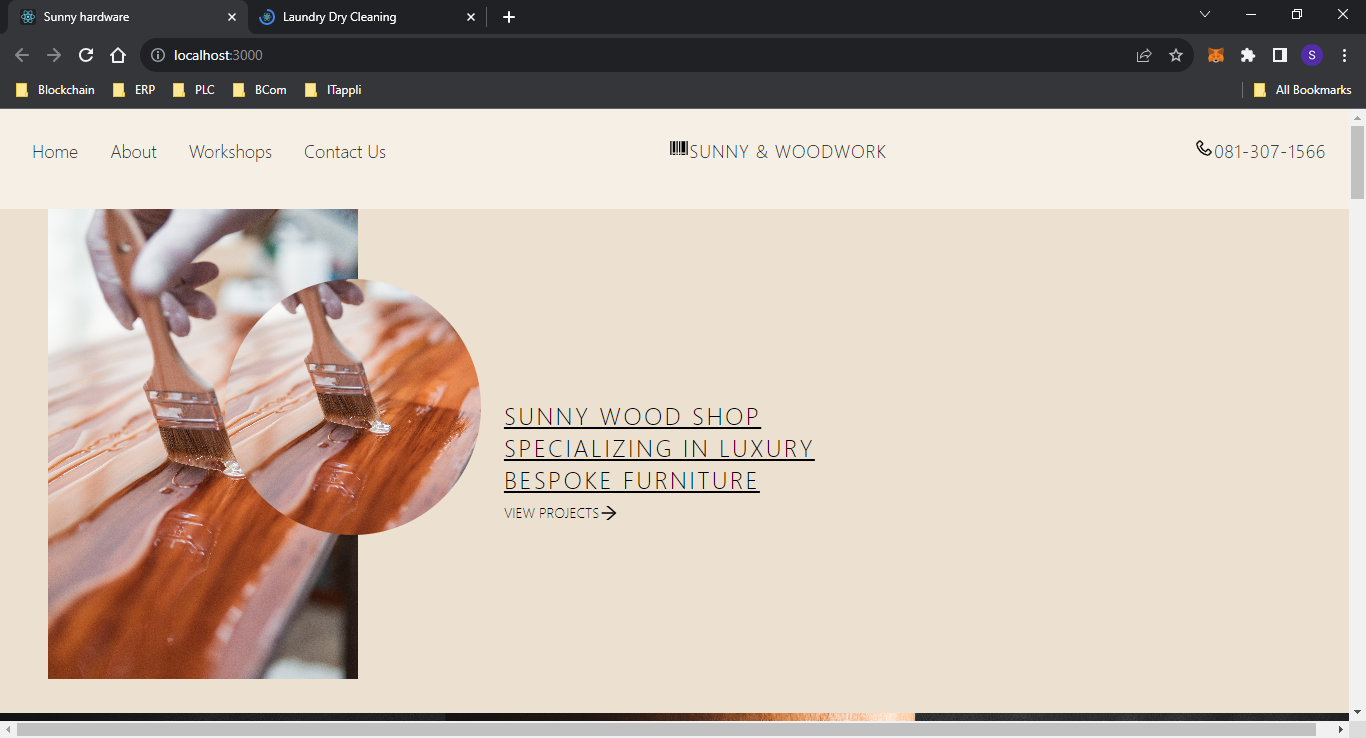 Sunny hardware
Laundry Dry Cleaning
localhost:3000
S
Blockchain
ERP
PLC
BCom
ITappli
All Bookmarks
Home
About
Workshops
Contact Us
SUNNY & WOODWORK
081-307-1566
SUNNY WOOD SHOP
SPECIALIZING IN LUXURY
BESPOKE FURNITURE
VIEW PROJECTS